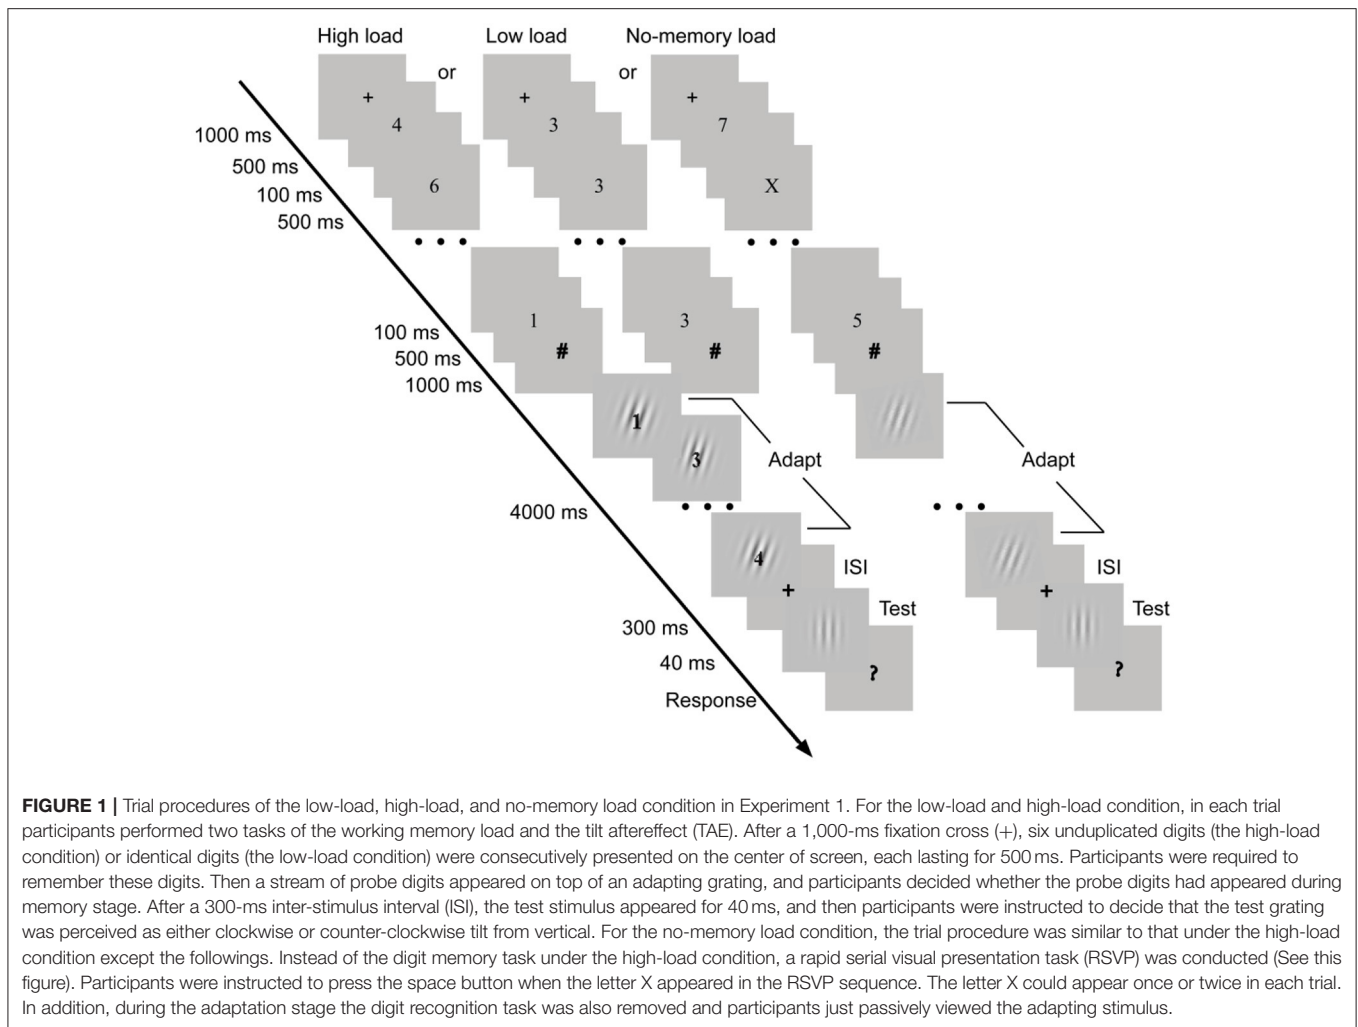 High load Low load No-memory load
or or
+ + +
4 3 7
1000 ms
500 ms
6 3 X
100 ms
500 ms
• • • • • • • • •
1 3 5
100 ms
# # #
500 ms
1000 ms
1
3
Adapt Adapt
• • • • • •
4000 ms
4
ISI ISI
+ +
Test Test
300 ms
40 ms
? ?
Response
FIGURE 1 | Trial procedures of the low-load, high-load, and no-memory load condition in Experiment 1. For the low-load and high-load condition, in each trial
participants performed two tasks of the working memory load and the tilt aftereffect (TAE). After a 1,000-ms fixation cross (+), six unduplicated digits (the high-load
condition) or identical digits (the low-load condition) were consecutively presented on the center of screen, each lasting for 500 ms. Participants were required to
remember these digits. Then a stream of probe digits appeared on top of an adapting grating, and participants decided whether the probe digits had appeared during
memory stage. After a 300-ms inter-stimulus interval (ISI), the test stimulus appeared for 40 ms, and then participants were instructed to decide that the test grating
was perceived as either clockwise or counter-clockwise tilt from vertical. For the no-memory load condition, the trial procedure was similar to that under the high-load
condition except the followings. Instead of the digit memory task under the high-load condition, a rapid serial visual presentation task (RSVP) was conducted (See this
figure). Participants were instructed to press the space button when the letter X appeared in the RSVP sequence. The letter X could appear once or twice in each trial.
In addition, during the adaptation stage the digit recognition task was also removed and participants just passively viewed the adapting stimulus.